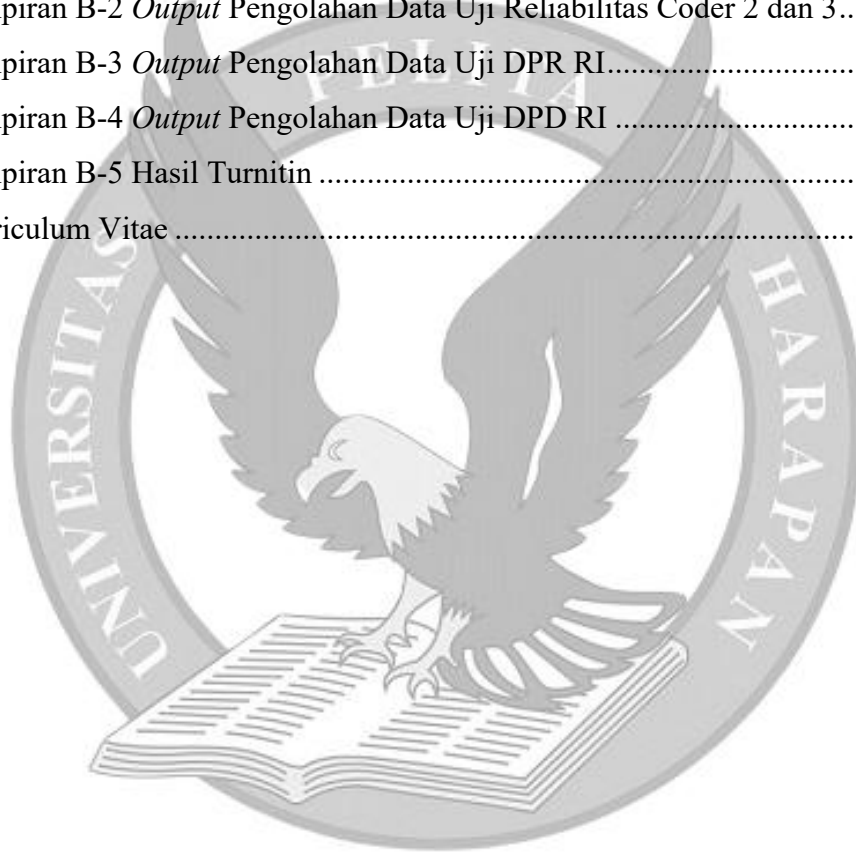 piran B-2 Output Pengolahan Data Uji Reliabilitas Coder 2 dan 3..
piran B-3 Output Pengolahan Data Uji DPR RI..............................
piran B-4 Output Pengolahan Data Uji DPD RI .............................
piran B-5 Hasil Turnitin ..................................................................
riculum Vitae ....................................................................................
UNIVERSITAS PELITA HARAPAN